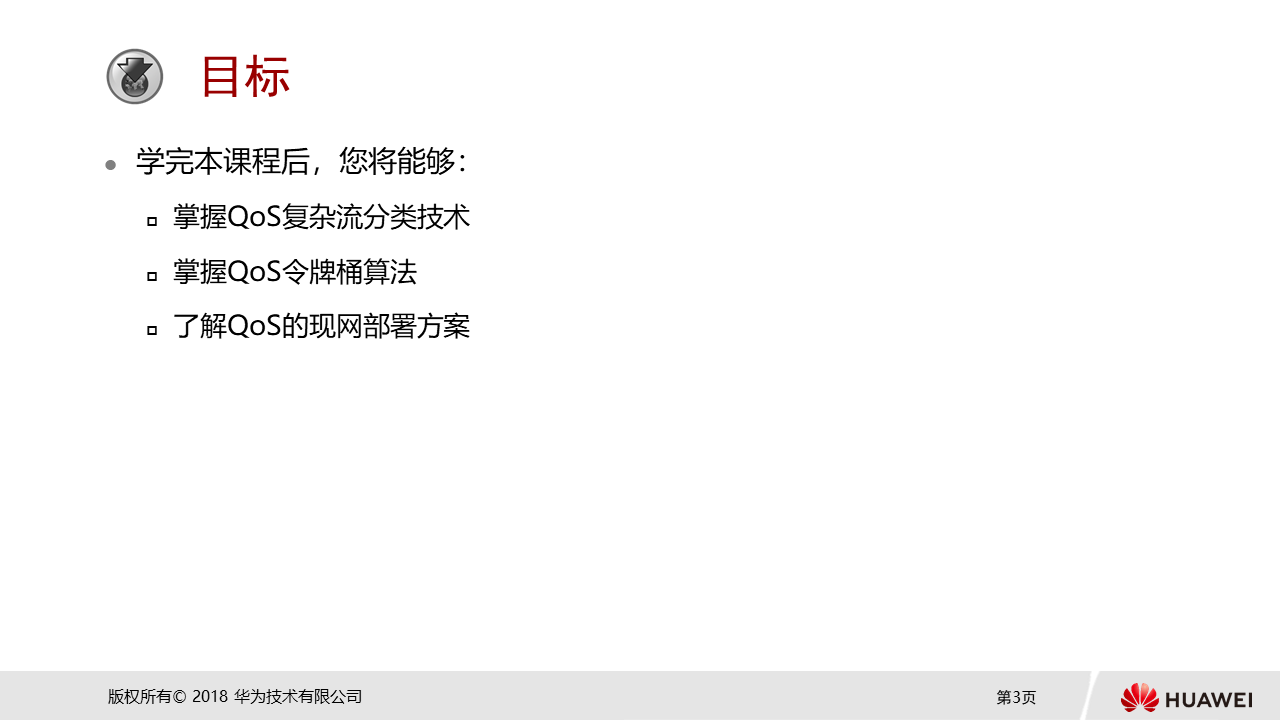 目标
学完本课程后，您将能够：
掌握QoS复杂流分类技术
掌握QoS令牌桶算法
了解QoS的现网部署方案
版权所有© 2018 华为技术有限公司
第3页
HUAWEI